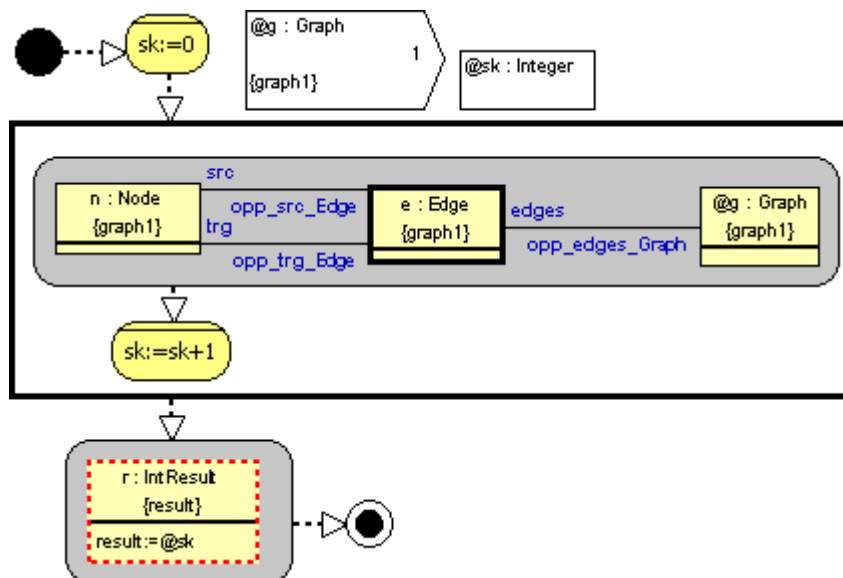 sk:=0
@g : Graph
1
{graph1}
@sk : Integer
src
n : Node
{graph1}
opp_src_Edge
trg
opp_trg_Edge
e : Edge
{graph1}
edges
opp_edges_Graph
@g : Graph
{graph1}
sk:=sk+1
r : IntResult
{result}
result:=@sk